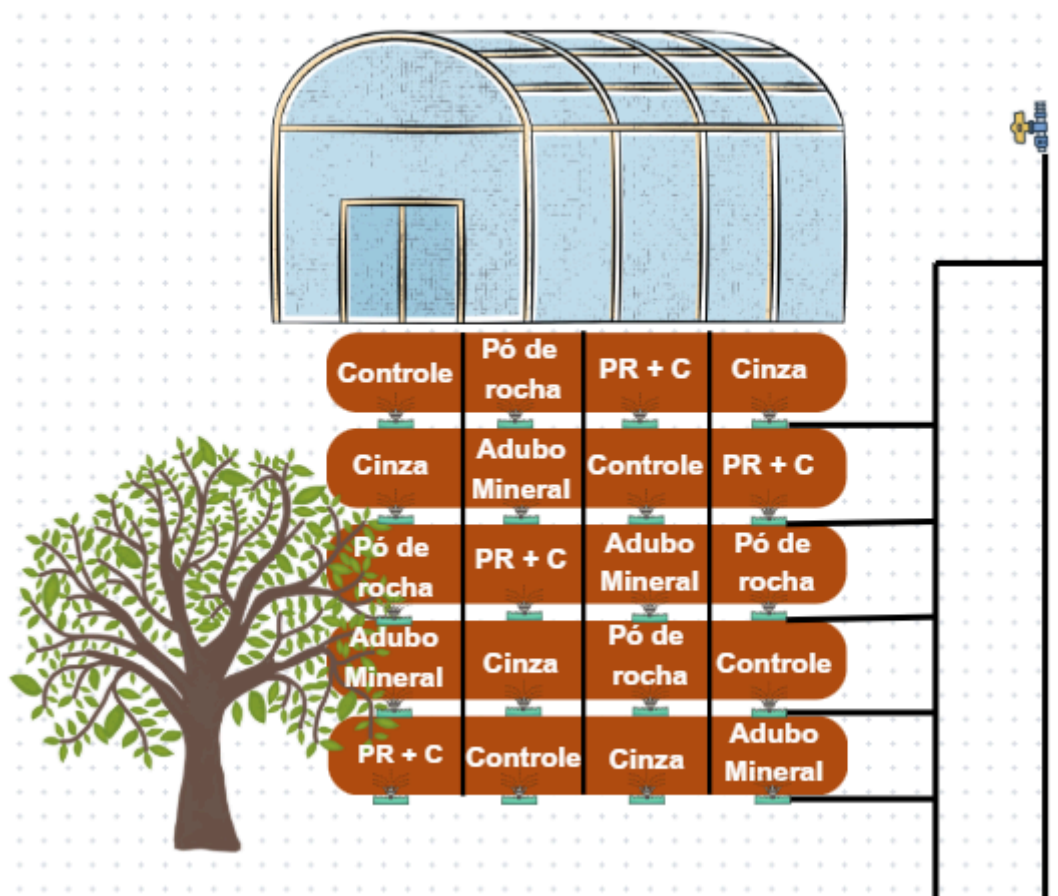 Controle
Pó de
rocha
PR + C
Cinza
Cinza
Adubo
Mineral
Controle
PR + C
Pó de
rocha
PR + C
Adubo
Mineral
Pó de
rocha
Adubo
Mineral
Cinza
Pó de
rocha
Controle
PR + C
Controle
Cinza
Adubo
Mineral